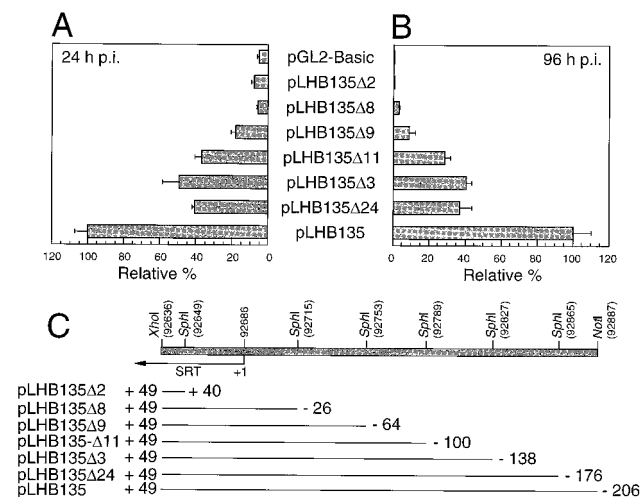 A
B
24 h p.i.
96 h p.i.
pGL2-Basic
pLHB135Δ2
pLHB135Δ8
pLHB135Δ9
pLHB135Δ11
pLHB135Δ3
pLHB135Δ24
pLHB135
120 100 80 60 40 20 0
0 20 40 60 80 100 120
Relative %
Relative %
C
XhoI (92636)
SphI (92649)
92686
SphI (92715)
SphI (92753)
SphI (92789)
SphI (92827)
SphI (92865)
NotI (92887)
SRT +1
pLHB135Δ2 + 49 + 40
pLHB135Δ8 + 49 - 26
pLHB135Δ9 + 49 - 64
pLHB135-Δ11 + 49 - 100
pLHB135Δ3 + 49 - 138
pLHB135Δ24 + 49 - 176
pLHB135 + 49 - 206